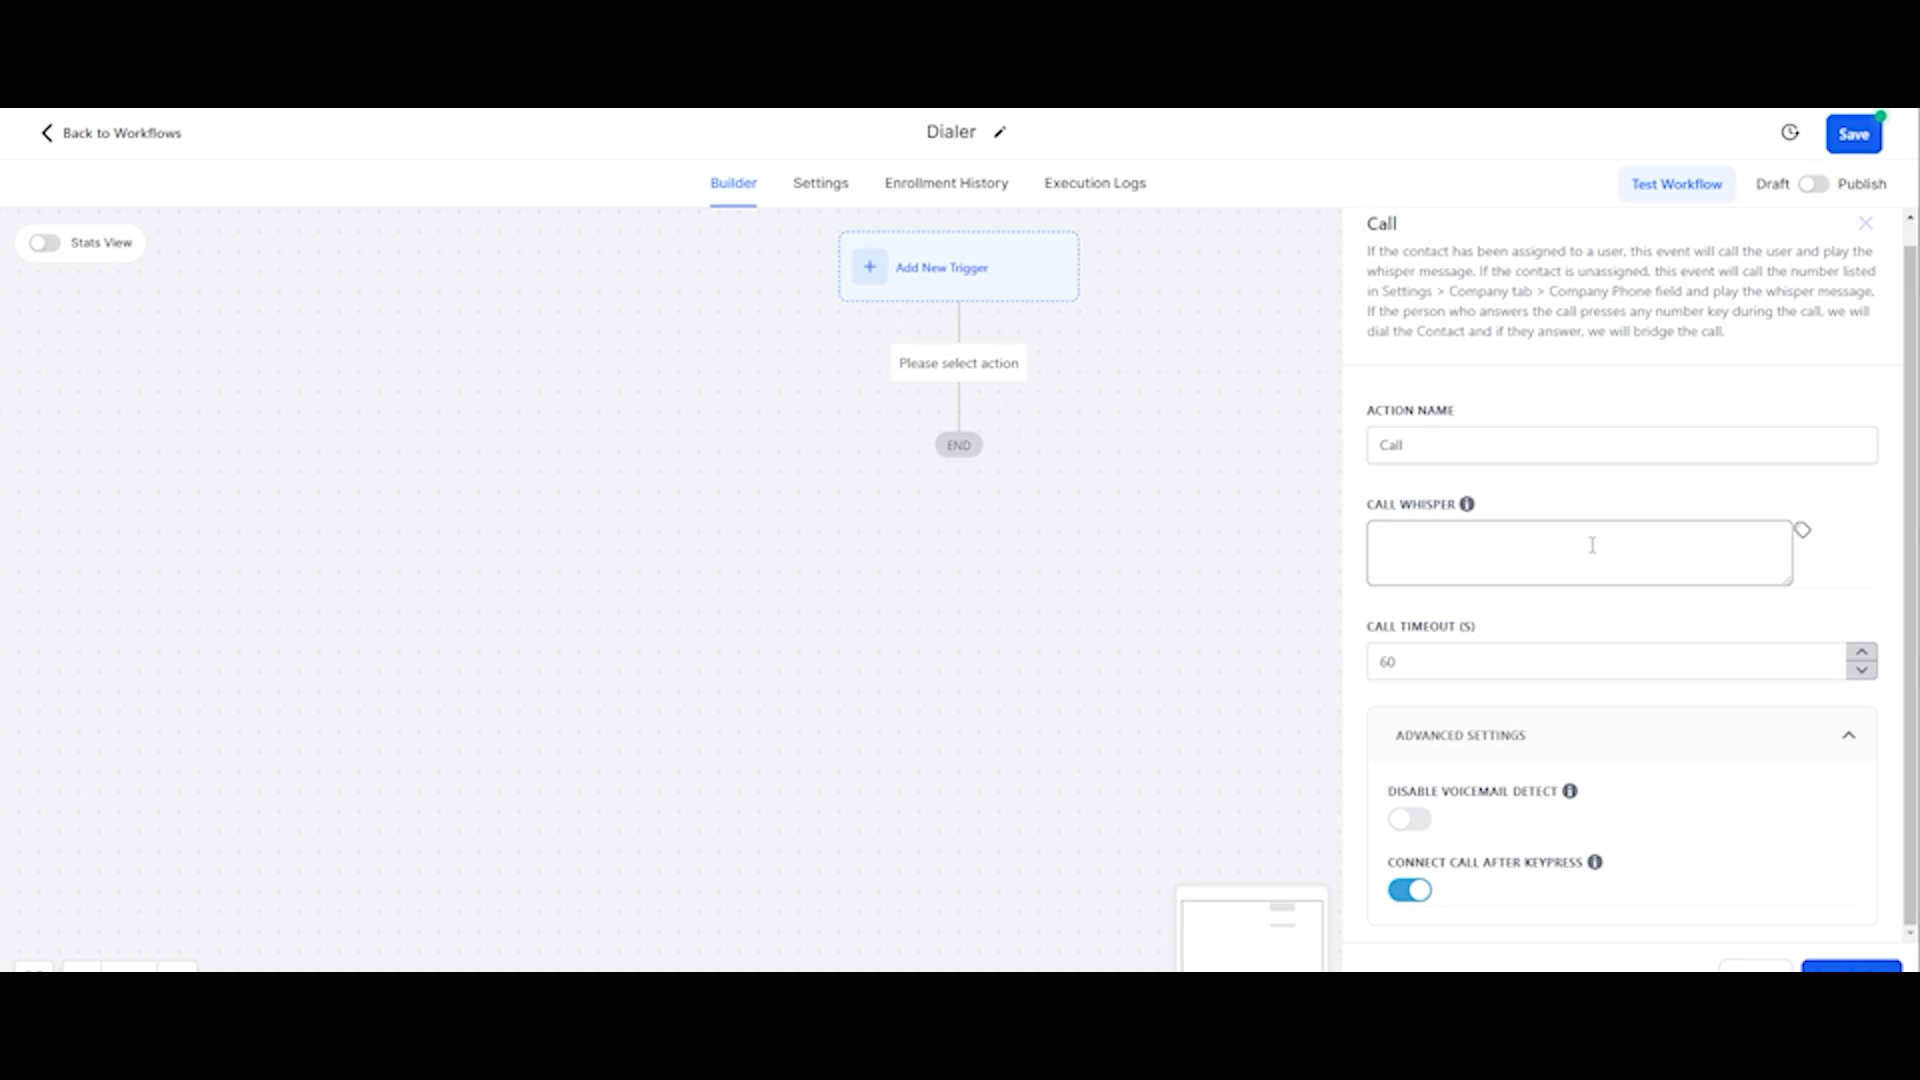 Back to Workflows
Dialer
Save
Builder
Settings
Enrollment History
Execution Logs
Test Workflow
Draft
Publish
Stats View
Add New Trigger
Please select action
END
Call
If the contact has been assigned to a user, this event will call the user and play the
whisper message. If the contact is unassigned, this event will call the number listed
in Settings > Company tab > Company Phone field and play the whisper message.
If the person who answers the call presses any number key during the call, we will
dial the Contact and if they answer, we will bridge the call.
ACTION NAME
Call
CALL WHISPER
CALL TIMEOUT (S)
60
ADVANCED SETTINGS
DISABLE VOICEMAIL DETECT
CONNECT CALL AFTER KEYPRESS